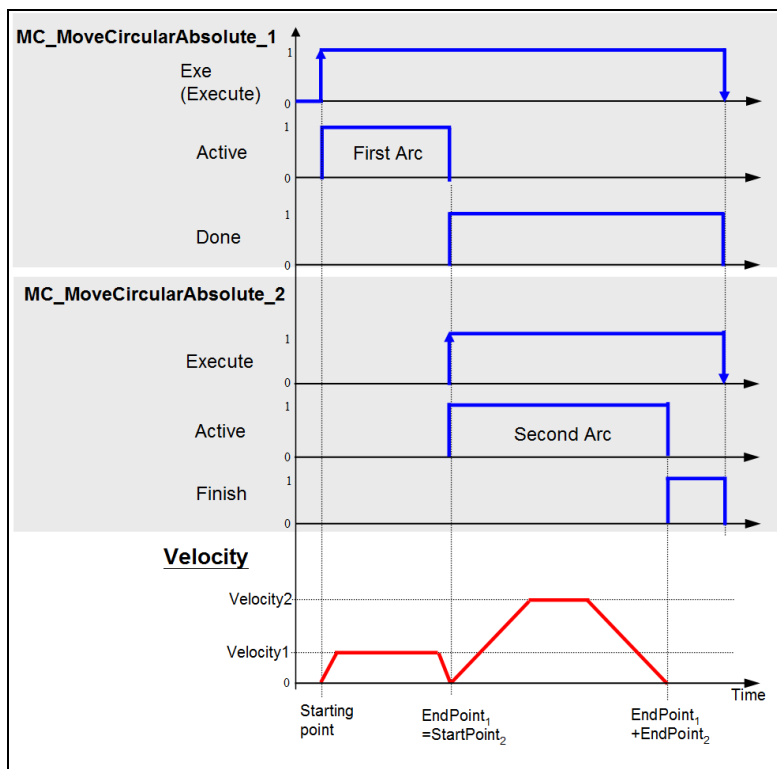 MC_MoveCircularAbsolute_1
Exe
(Execute)
1
0
Active
1
First Arc
0
Done
1
0
MC_MoveCircularAbsolute_2
Execute
1
0
Active
1
Second Arc
0
Finish
1
0
Velocity
Velocity2
Velocity1
0
Time
Starting
point
EndPoint₁
=StartPoint₂
EndPoint₁
+EndPoint₂